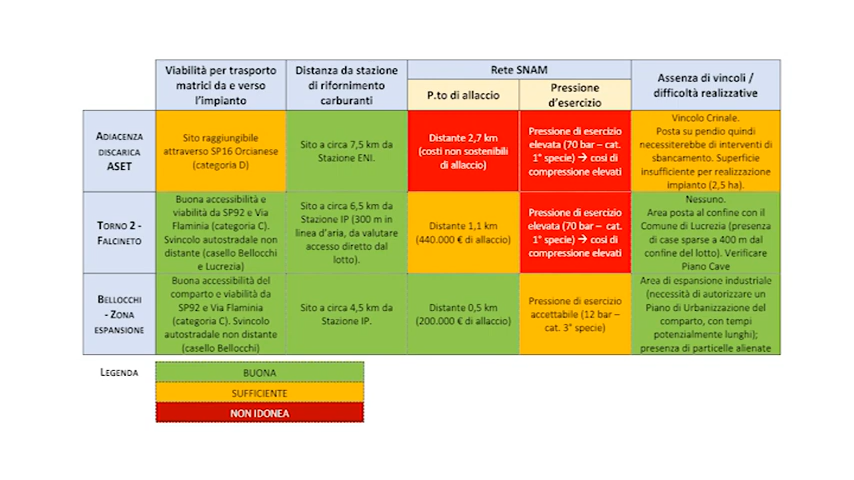 Viabilità per trasporto
matrici da e verso
l'impianto
Distanza da stazione
di rifornimento
carburanti
Rete SNAM
P.to di allaccio
Pressione
d'esercizio
Assenza di vincoli /
difficoltà realizzative
ADIACENZA
DISCARICA
ASET
Sito raggiungibile
attraverso SP16 Orcianese
(categoria D)
Sito a circa 7,5 km da
Stazione ENI.
Distante 2,7 km
(costi non sostenibili
di allaccio)
Pressione di esercizio
elevata (70 bar – cat.
1° specie) → cosi di
compressione elevati
Vincolo Crinale.
Posta su pendio quindi
necessiterebbe di interventi di
sbancamento. Superficie
insufficiente per realizzazione
impianto (2,5 ha).
TORNO 2 -
FALCINETO
Buona accessibilità e
viabilità da SP92 e Via
Flaminia (categoria C).
Svincolo autostradale non
distante (casello Bellocchi
e Lucrezia)
Sito a circa 6,5 km da
Stazione IP (300 m in
linea d'aria, da valutare
accesso diretto dal
lotto).
Distante 1,1 km
(440.000 € di allaccio)
Pressione di esercizio
elevata (70 bar – cat.
1° specie) → cosi di
compressione elevati
Nessuno.
Area posta al confine con il
Comune di Lucrezia (presenza
di case sparse a 400 m dal
confine del lotto). Verificare
Piano Cave
BELLOCCHI
- ZONA
ESPANSIONE
Buona accessibilità del
comparto e viabilità da
SP92 e Via Flaminia
(categoria C). Svincolo
autostradale non distante
(casello Bellocchi)
Sito a circa 4,5 km da
Stazione IP.
Distante 0,5 km
(200.000 € di allaccio)
Pressione di esercizio
accettabile (12 bar –
cat. 3° specie)
Area di espansione industriale
(necessità di autorizzare un
Piano di Urbanizzazione del
comparto, con tempi
potenzialmente lunghi);
presenza di particelle alienate
LEGENDA
BUONA
SUFFICIENTE
NON IDONEA